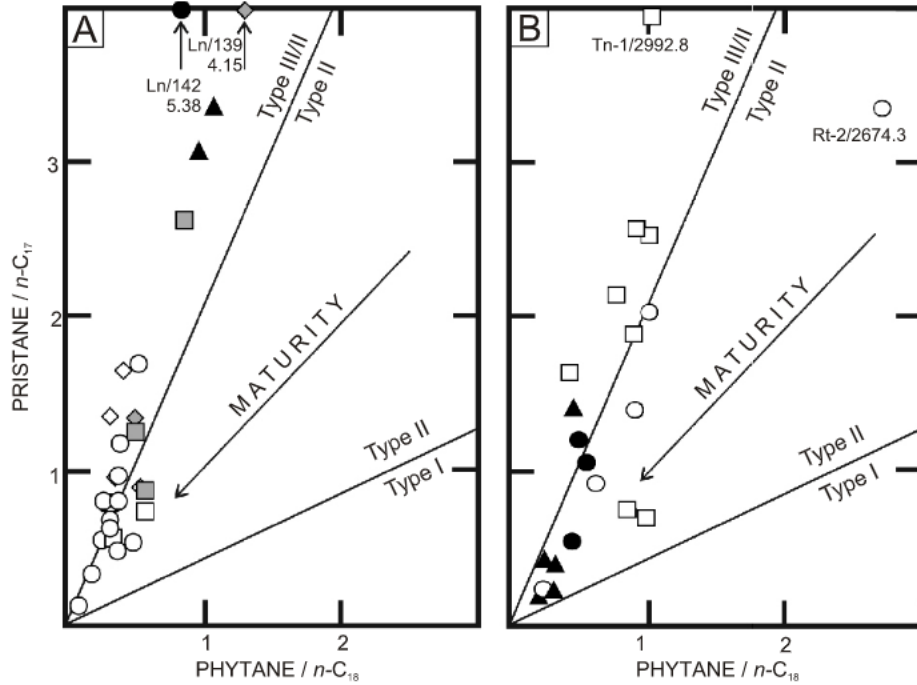 A
Ln/139
4.15
Ln/142
5.38
Type III/II
Type II
3
2
1
MATURITY
Type II
Type I
1
2
PRISTANE / n-C17
PHYTANE / n-C18
B
Tn-1/2992.8
Type III/II
Type II
Rt-2/2674.3
MATURITY
Type II
Type I
1
2
PHYTANE / n-C18